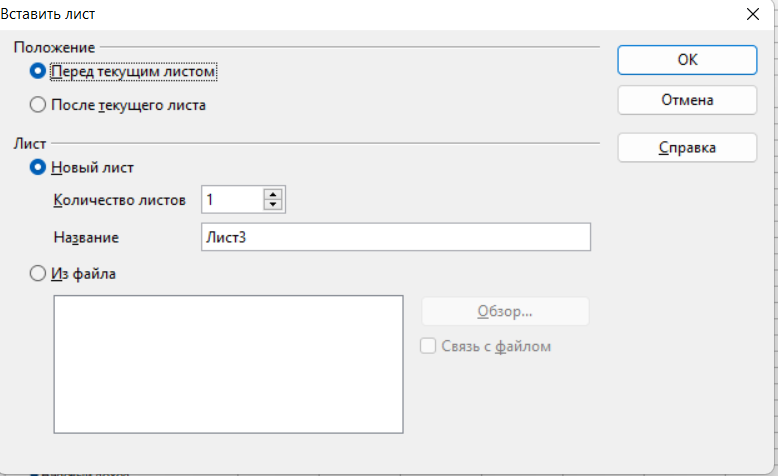 Вставить лист
Положение
Перед текущим листом
После текущего листа
Лист
Новый лист
Количество листов 1
Название Лист3
Из файла
Обзор...
Связь с файлом
ОК
Отмена
Справка